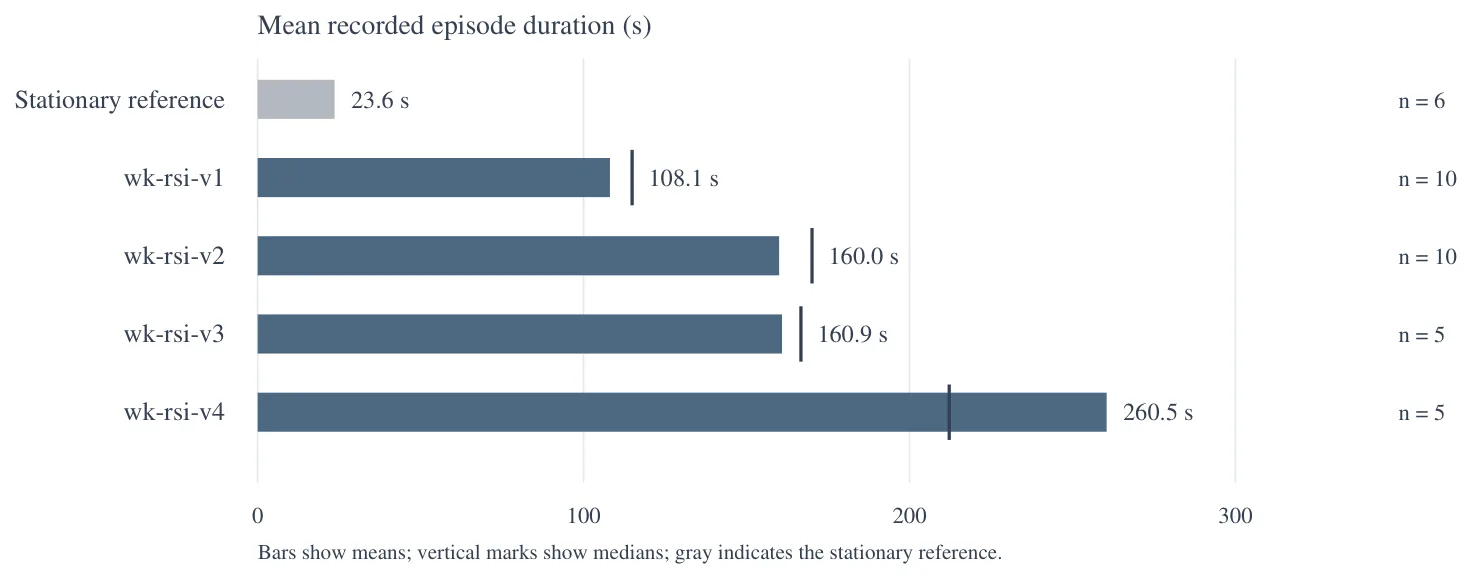 Mean recorded episode duration (s)
Stationary reference 23.6 s n = 6
wk-rsi-v1 108.1 s n = 10
wk-rsi-v2 160.0 s n = 10
wk-rsi-v3 160.9 s n = 5
wk-rsi-v4 260.5 s n = 5
0 100 200 300
Bars show means; vertical marks show medians; gray indicates the stationary reference.